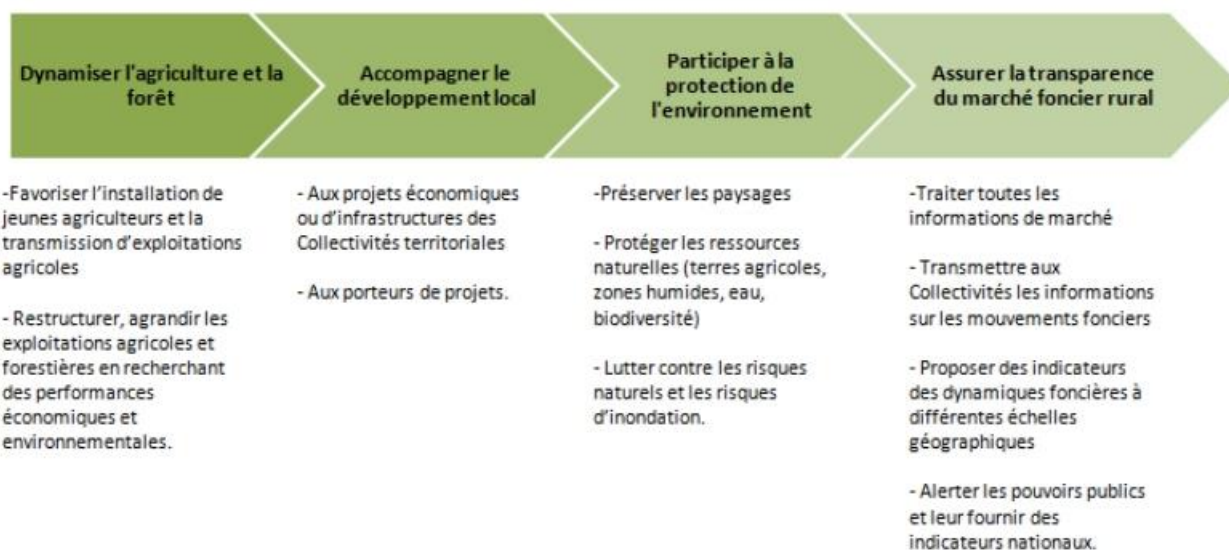 Dynamiser l'agriculture et la
forêt
Accompagner le
développement local
Participer à la
protection de
l'environnement
Assurer la transparence
du marché foncier rural
-Favoriser l'installation de
jeunes agriculteurs et la
transmission d'exploitations
agricoles
- Restructurer, agrandir les
exploitations agricoles et
forestières en recherchant
des performances
économiques et
environnementales.
- Aux projets économiques
ou d'infrastructures des
Collectivités territoriales
- Aux porteurs de projets.
-Préserver les paysages
- Protéger les ressources
naturelles (terres agricoles,
zones humides, eau,
biodiversité)
- Lutter contre les risques
naturels et les risques
d'inondation.
-Traiter toutes les
informations de marché
- Transmettre aux
Collectivités les informations
sur les mouvements fonciers
- Proposer des indicateurs
des dynamiques foncières à
différentes échelles
géographiques
- Alerter les pouvoirs publics
et leur fournir des
indicateurs nationaux.